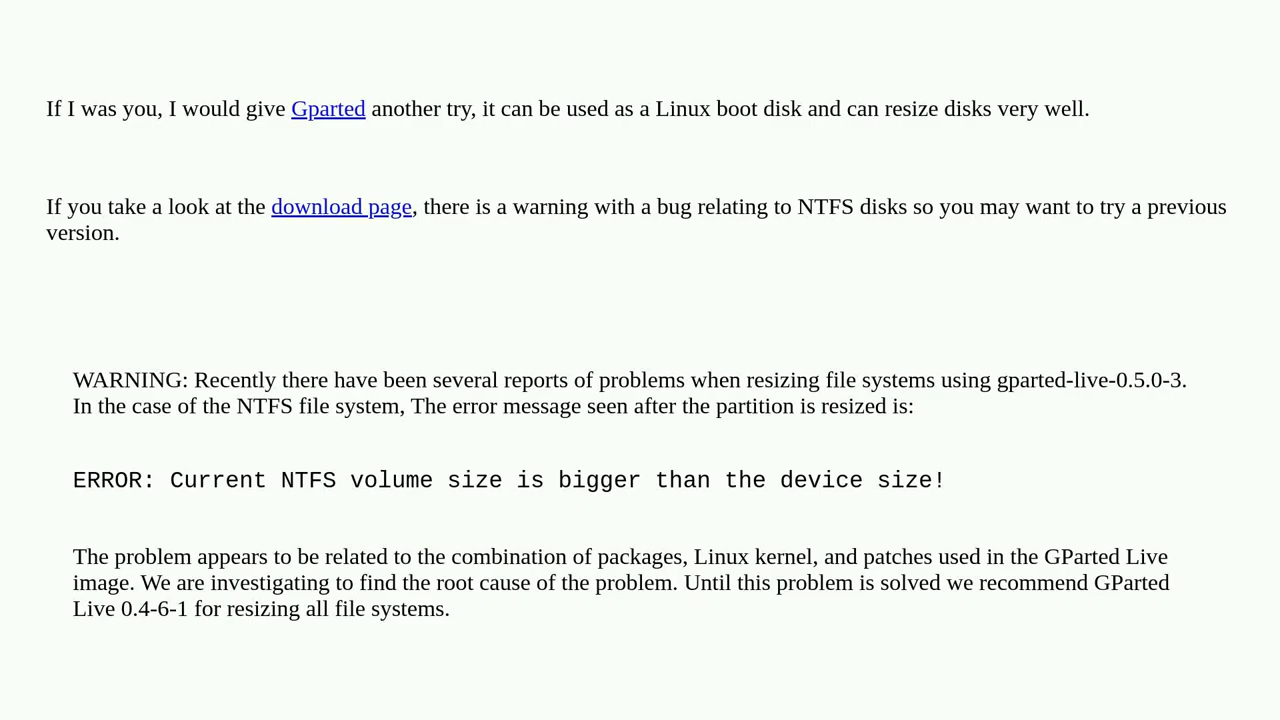 If I was you, I would give Gparted another try, it can be used as a Linux boot disk and can resize disks very well.
If you take a look at the download page, there is a warning with a bug relating to NTFS disks so you may want to try a previous
version.
WARNING: Recently there have been several reports of problems when resizing file systems using gparted-live-0.5.0-3.
In the case of the NTFS file system, The error message seen after the partition is resized is:
ERROR: Current NTFS volume size is bigger than the device size!
The problem appears to be related to the combination of packages, Linux kernel, and patches used in the GParted Live
image. We are investigating to find the root cause of the problem. Until this problem is solved we recommend GParted
Live 0.4-6-1 for resizing all file systems.